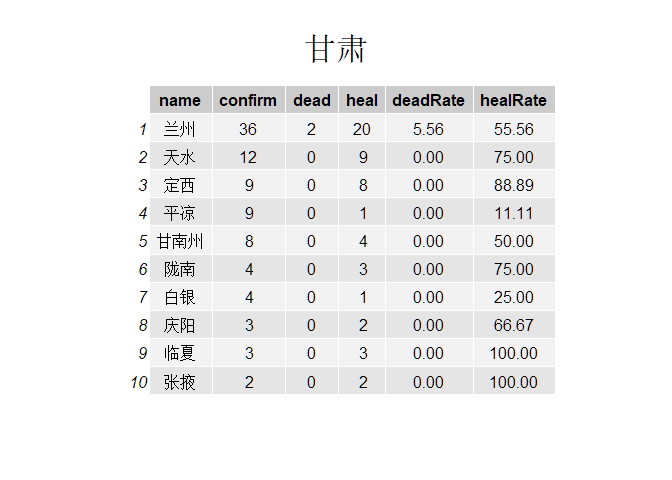 甘肃
name confirm dead heal deadRate healRate
1 兰州 36 2 20 5.56 55.56
2 天水 12 0 9 0.00 75.00
3 定西 9 0 8 0.00 88.89
4 平凉 9 0 1 0.00 11.11
5 甘南州 8 0 4 0.00 50.00
6 陇南 4 0 3 0.00 75.00
7 白银 4 0 1 0.00 25.00
8 庆阳 3 0 2 0.00 66.67
9 临夏 3 0 3 0.00 100.00
10 张掖 2 0 2 0.00 100.00